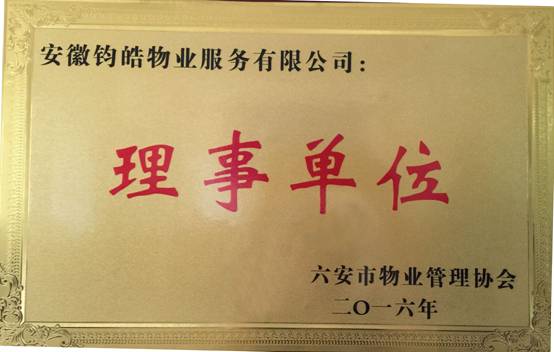 安徽钧皓物业服务有限公司：
理事单位
六安市物业管理协会
二〇一六年